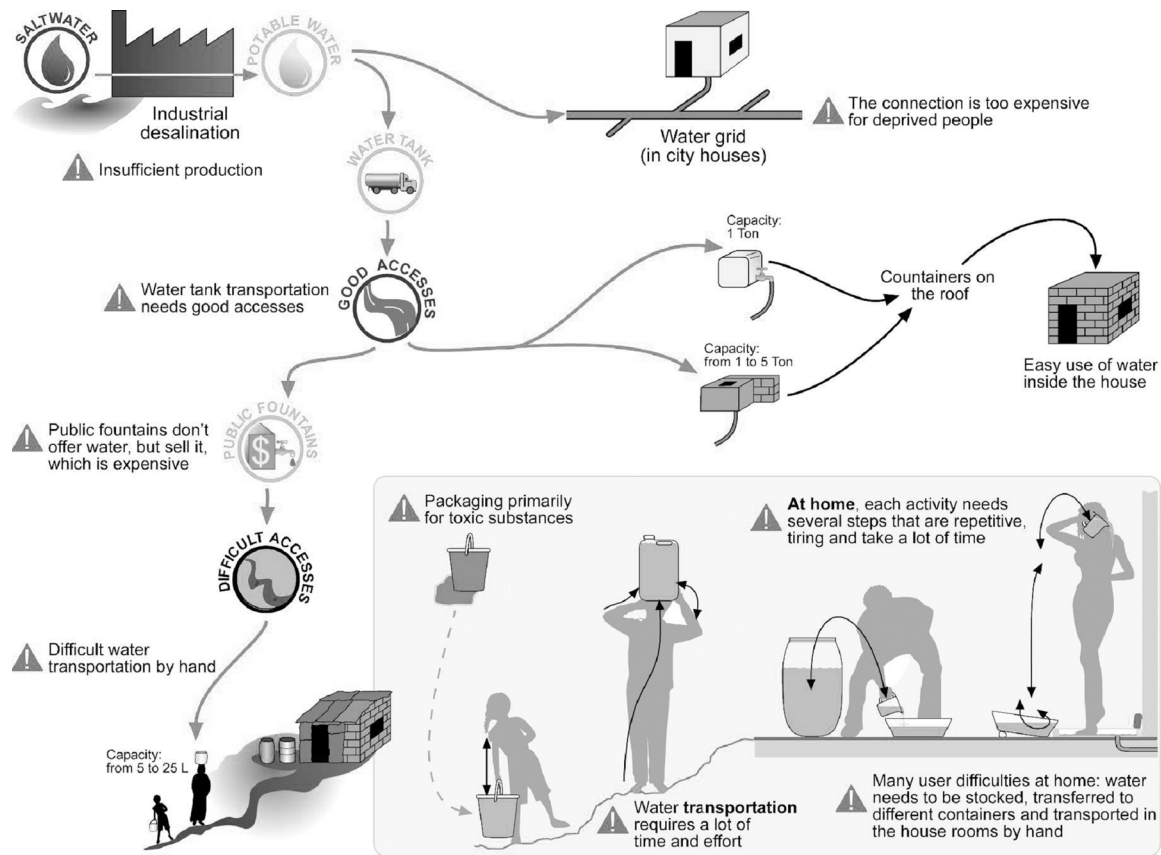 SALTWATER
POTABLE WATER
Industrial
desalination
Insufficient production
Water grid
(in city houses)
The connection is too expensive
for deprived people
WATER TANK
Water tank transportation
needs good accesses
GOOD ACCESSES
Capacity:
1 Ton
Capacity:
from 1 to 5 Ton
Countainers on
the roof
Easy use of water
inside the house
Public fountains don't
offer water, but sell it,
which is expensive
PUBLIC FOUNTAINS
$
DIFFICULT ACCESSES
Difficult water
transportation by hand
Capacity:
from 5 to 25 L
Packaging primarily
for toxic substances
At home, each activity needs
several steps that are repetitive,
tiring and take a lot of time
Water transportation
requires a lot of
time and effort
Many user difficulties at home: water
needs to be stocked, transferred to
different containers and transported in
the house rooms by hand